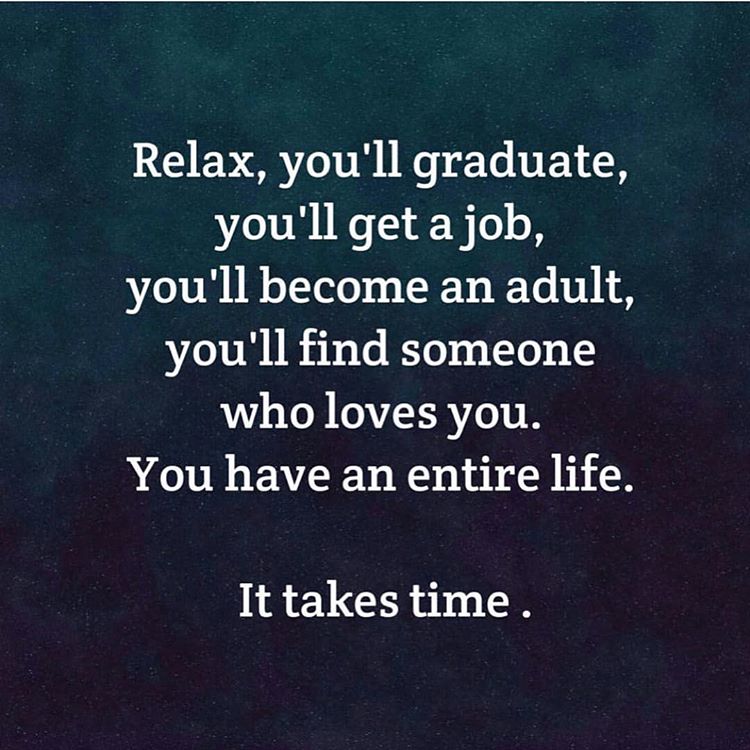 Relax, you'll graduate,
you'll get a job,
you'll become an adult,
you'll find someone
who loves you.
You have an entire life.
It takes time .